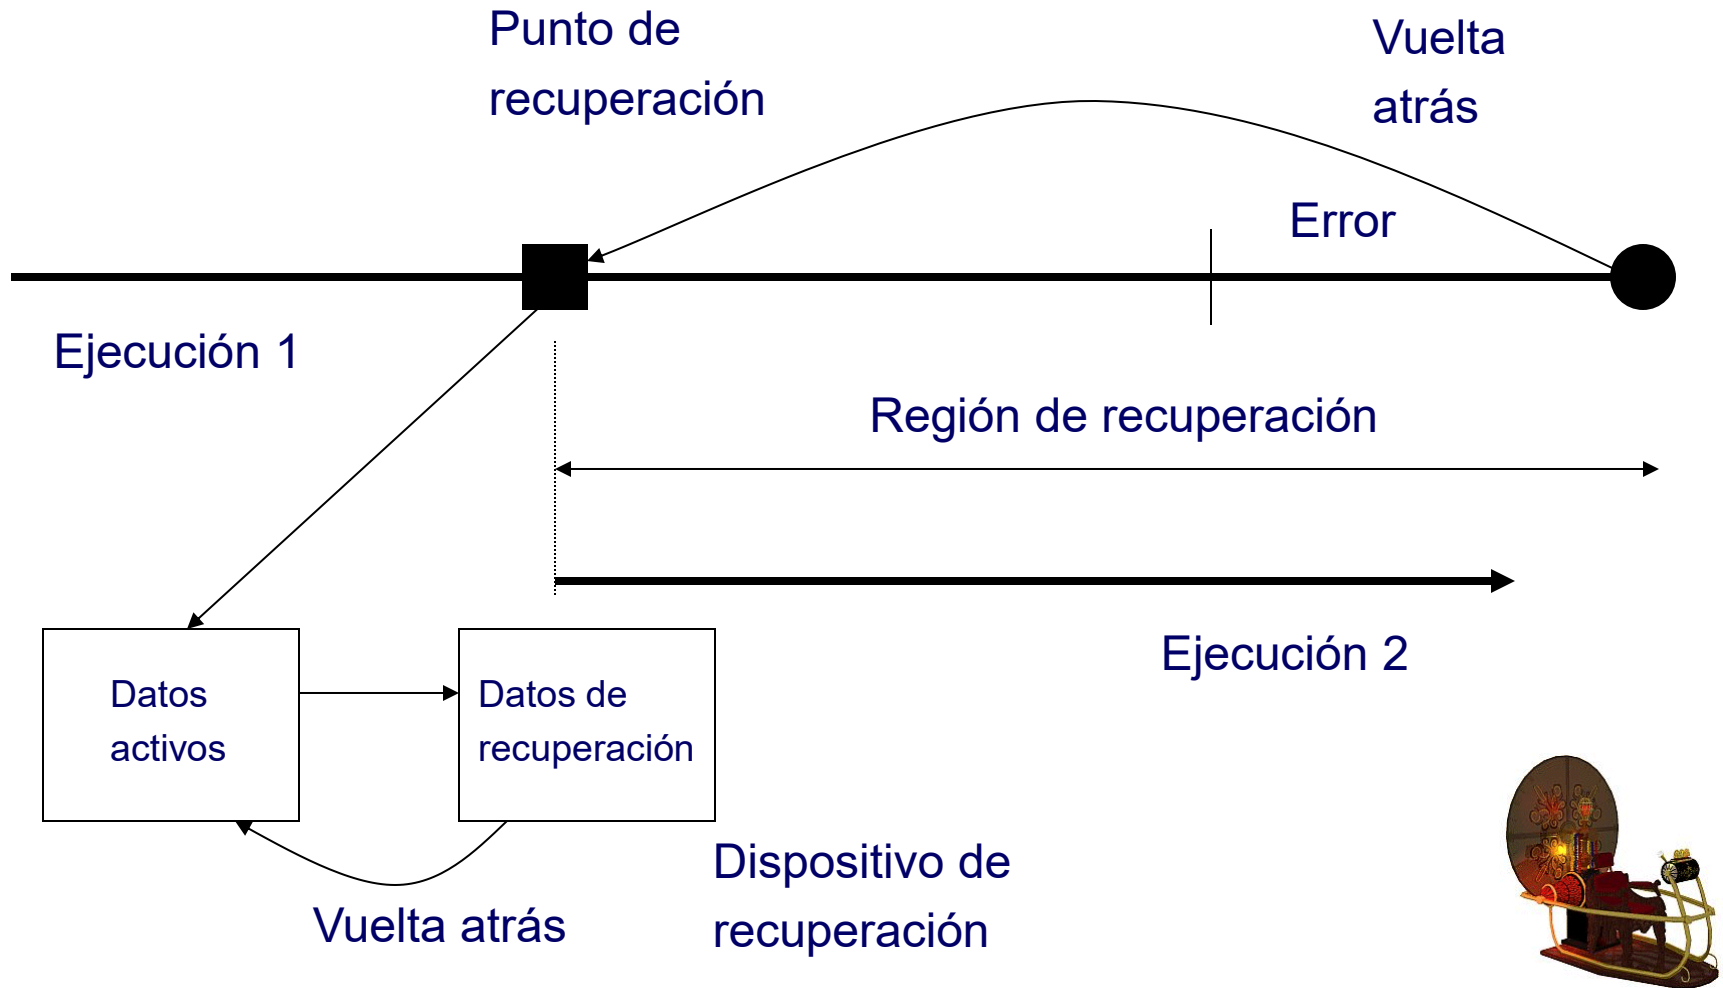 Punto de
recuperación
Vuelta
atrás
Error
Ejecución 1
Región de recuperación
Ejecución 2
Datos
activos
Datos de
recuperación
Vuelta atrás
Dispositivo de
recuperación